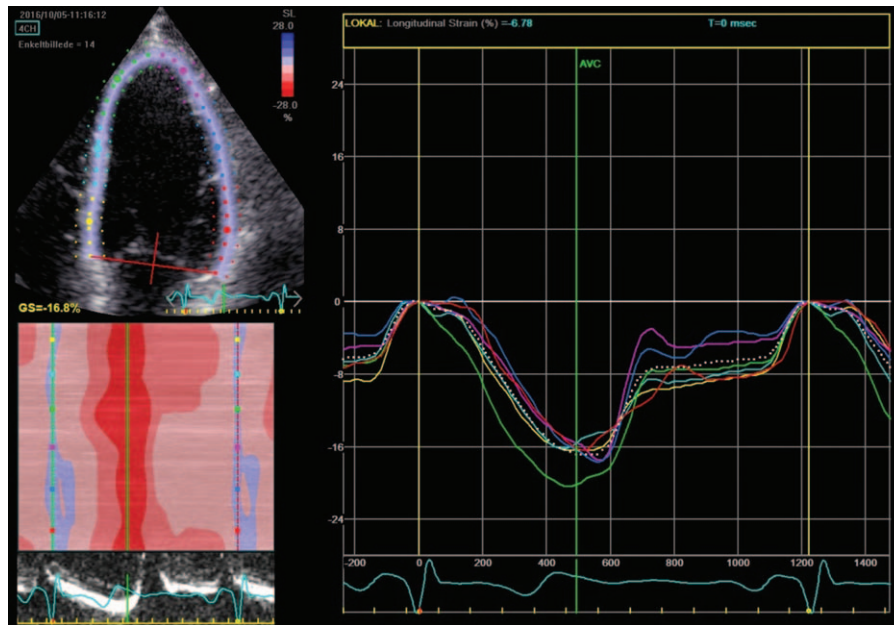 2016/10/05-11:16:12
4CH
Enkeltbillede = 14
SL
28.0
-28.0
%
GS=-16.8%
LOKAL: Longitudinal Strain (%) =-6.78 T=0 msec
AVC
24
16
8
0
-8
-16
-24
-200 0 200 400 600 800 1000 1200 1400